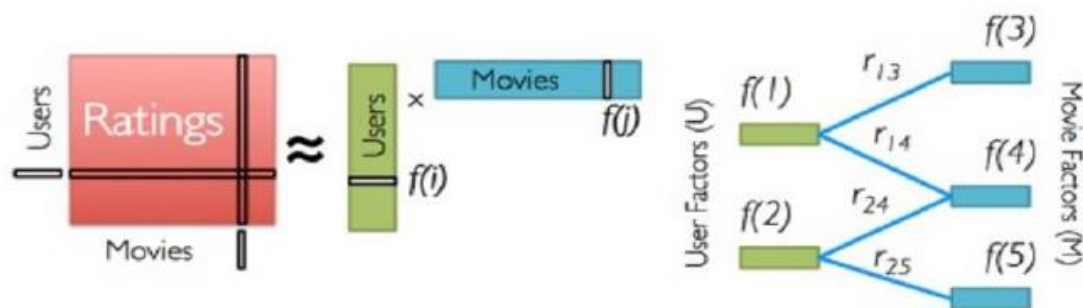 Users
Ratings
Movies
≈
Users
f(i)
x
Movies
f(j)
User Factors (U)
f(1)
f(2)
r13
r14
r24
r25
f(3)
f(4)
f(5)
Movie Factors (M)